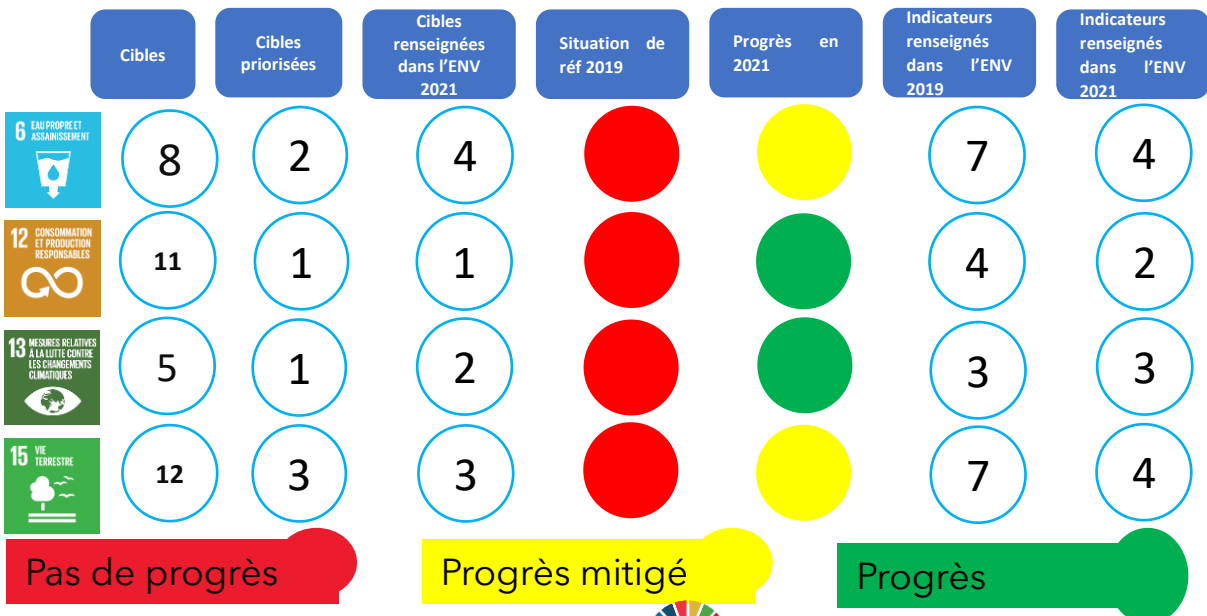 Cibles
Cibles
priorisées
Cibles
renseignées
dans l’ENV
2021
Situation de
réf 2019
Progrès en
2021
Indicateurs
renseignés
dans l’ENV
2019
Indicateurs
renseignés
dans l’ENV
2021
6 EAU PROPRE ET
ASSAINISSEMENT
8
2
4
7
4
12 CONSOMMATION
ET PRODUCTION
RESPONSABLES
11
1
1
4
2
13 MESURES RELATIVES
À LA LUTTE CONTRE
LES CHANGEMENTS
CLIMATIQUES
5
1
2
3
3
15 VIE
TERRESTRE
12
3
3
7
4
Pas de progrès
Progrès mitigé
Progrès